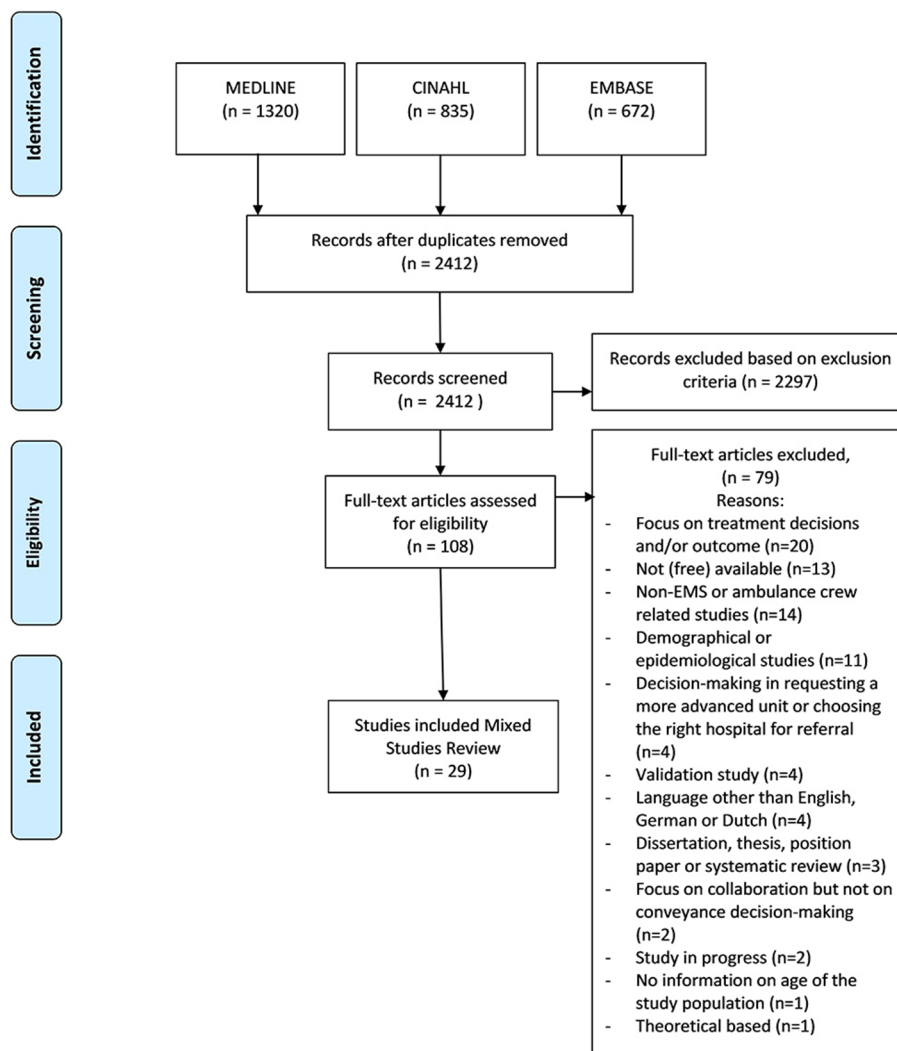 Identification
MEDLINE
(n = 1320)
CINAHL
(n = 835)
EMBASE
(n = 672)
Records after duplicates removed
(n = 2412)
Screening
Records screened
(n =  2412 )
Records excluded based on exclusion
criteria (n = 2297)
Eligibility
Full-text articles assessed
for eligibility
(n = 108)
Full-text articles excluded,
(n = 79)
Reasons:
- Focus on treatment decisions
and/or outcome (n=20)
- Not (free) available (n=13)
- Non-EMS or ambulance crew
related studies (n=14)
- Demographical or
epidemiological studies (n=11)
- Decision-making in requesting a
more advanced unit or choosing
the right hospital for referral
(n=4)
- Validation study (n=4)
- Language other than English,
German or Dutch (n=4)
- Dissertation, thesis, position
paper or systematic review (n=3)
- Focus on collaboration but not on
conveyance decision-making
(n=2)
- Study in progress (n=2)
- No information on age of the
study population (n=1)
- Theoretical based (n=1)
Included
Studies included Mixed
Studies Review
(n = 29)